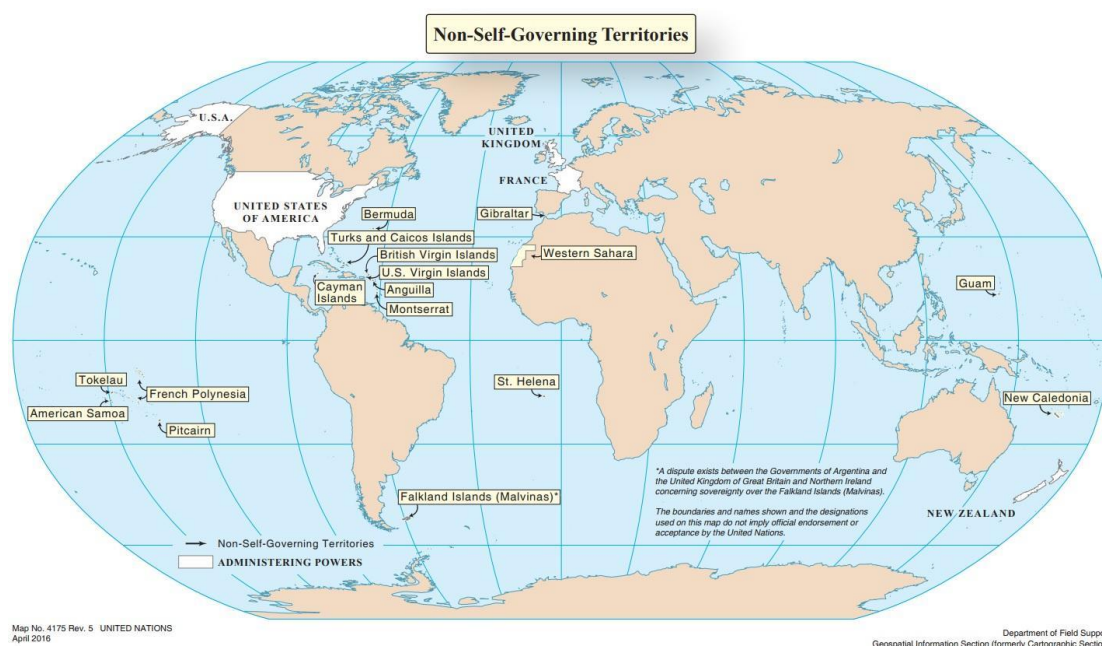 Non-Self-Governing Territories
U.S.A.
UNITED
KINGDOM
FRANCE
UNITED STATES
OF AMERICA
Bermuda
Gibraltar
Turks and Caicos Islands
British Virgin Islands
Western Sahara
U.S. Virgin Islands
Cayman
Islands
Anguilla
Guam
Montserrat
Tokelau
French Polynesia
St. Helena
New Caledonia
American Samoa
Pitcairn
*A dispute exists between the Governments of Argentina and
the United Kingdom of Great Britain and Northern Ireland
concerning sovereignty over the Falkland Islands (Malvinas).
Falkland Islands (Malvinas)*
The boundaries and names shown and the designations
used on this map do not imply official endorsement or
acceptance by the United Nations.
NEW ZEALAND
Non-Self-Governing Territories
ADMINISTERING POWERS
Map No. 4175 Rev. 5 UNITED NATIONS
April 2016
Department of Field Suppo
Geospatial Information Section (formerly Cartographic Section